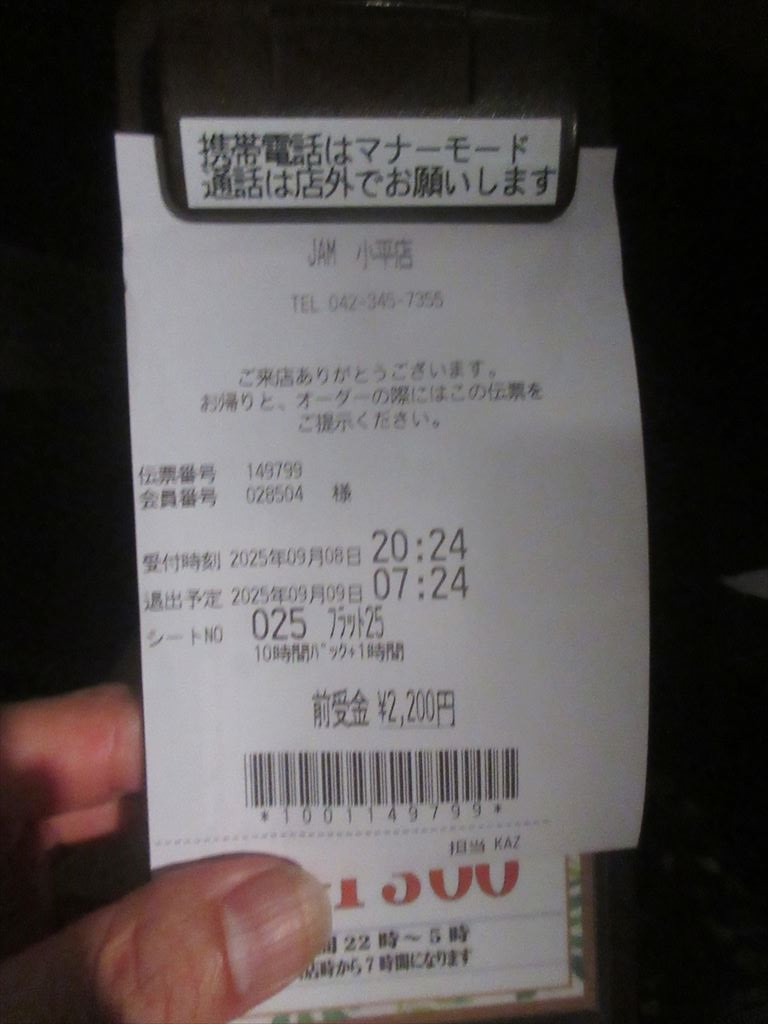 携帯電話はマナーモード
通話は店外でお願いします
JAM 小平店
TEL 042-345-7355
ご来店ありがとうございます。
お帰りと、オーダーの際にはこの伝票を
ご提示ください。
伝票番号 149799
会員番号 028504 様
受付時刻 2025年09月08日 20:24
退出予定 2025年09月09日 07:24
シートNO 025 フラット25
10時間パック+1時間
前受金 ¥2,200円
*1001149799*
担当 KAZ
22時〜5時
時から7時間になります